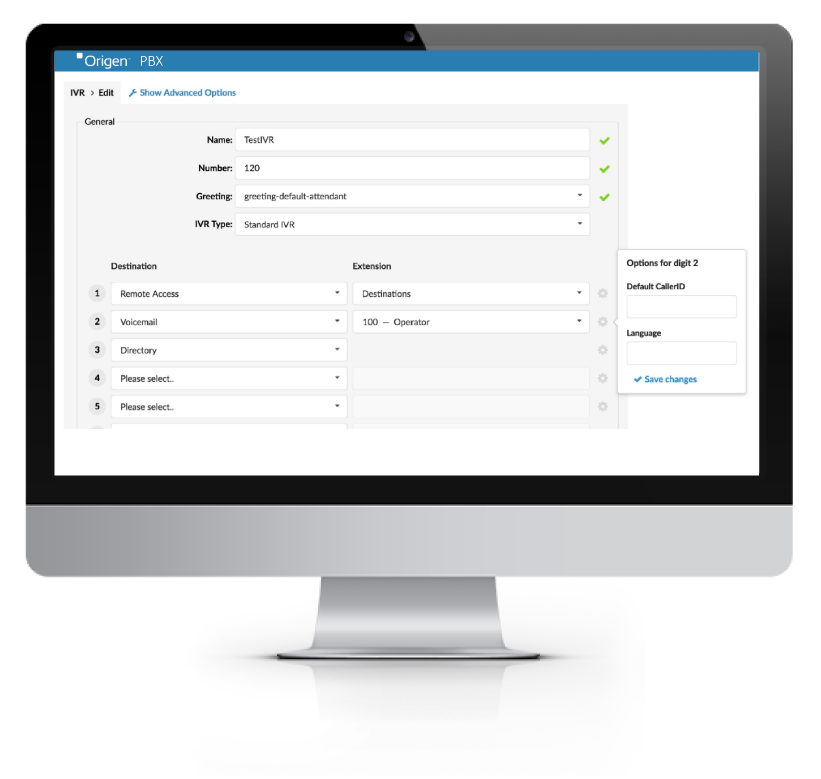 Origen PBX
IVR > Edit Show Advanced Options
General
Name: TestIVR
Number: 120
Greeting: greeting-default-attendant
IVR Type: Standard IVR
Destination Extension
1 Remote Access Destinations
2 Voicemail 100 — Operator
3 Directory
4 Please select..
5 Please select..
Options for digit 2
Default CallerID
Language
Save changes